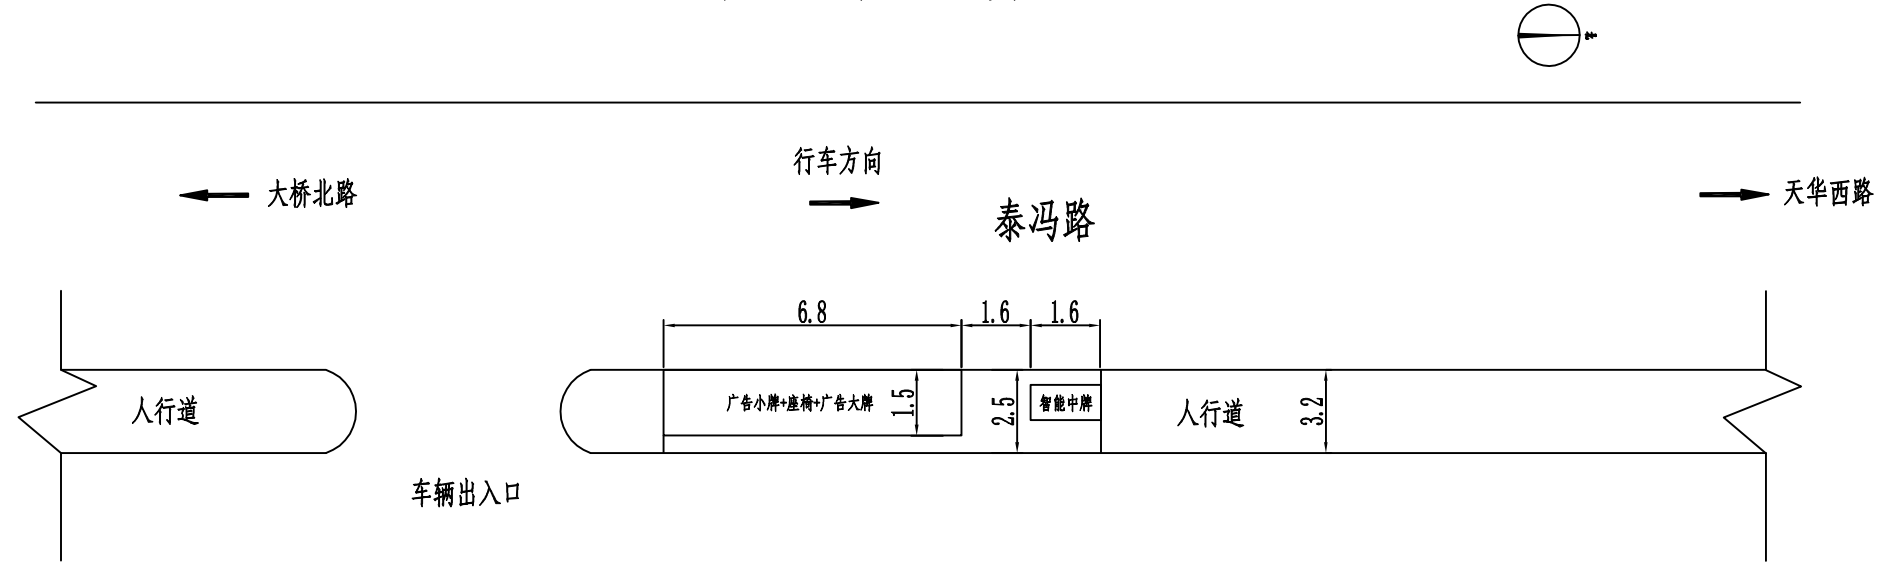 北
行车方向
大桥北路
天华西路
泰冯路
6.8
1.6
1.6
人行道
广告小牌+座椅+广告大牌
1.5
2.5
智能中牌
人行道
3.2
车辆出入口